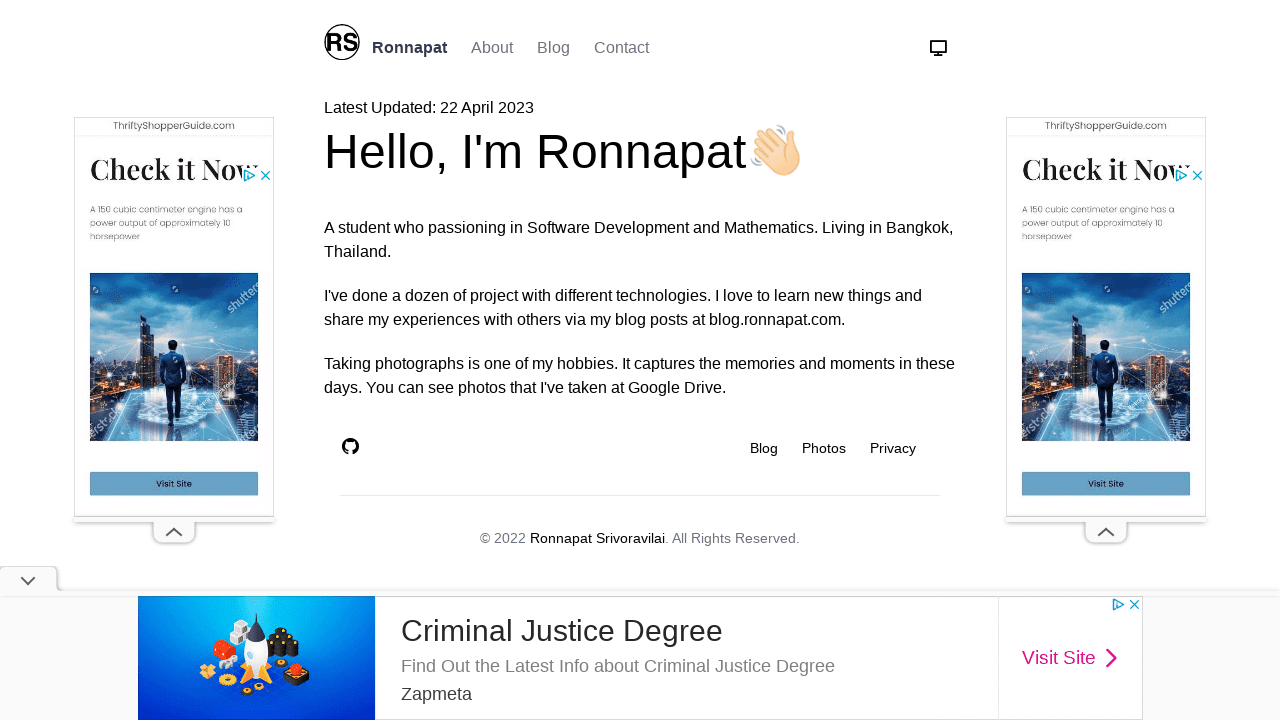 RS
Ronnapat
About
Blog
Contact
Latest Updated: 22 April 2023
Hello, I'm Ronnapat👋🏻
A student who passioning in Software Development and Mathematics. Living in Bangkok,
Thailand.
I've done a dozen of project with different technologies. I love to learn new things and
share my experiences with others via my blog posts at blog.ronnapat.com.
Taking photographs is one of my hobbies. It captures the memories and moments in these
days. You can see photos that I've taken at Google Drive.
Blog
Photos
Privacy
© 2022 Ronnapat Srivoravilai. All Rights Reserved.
ThriftyShopperGuide.com
Check it Now
A 150 cubic centimeter engine has a
power output of approximately 10
horsepower
Visit Site
ThriftyShopperGuide.com
Check it Now
A 150 cubic centimeter engine has a
power output of approximately 10
horsepower
Visit Site
Criminal Justice Degree
Find Out the Latest Info about Criminal Justice Degree
Zapmeta
Visit Site